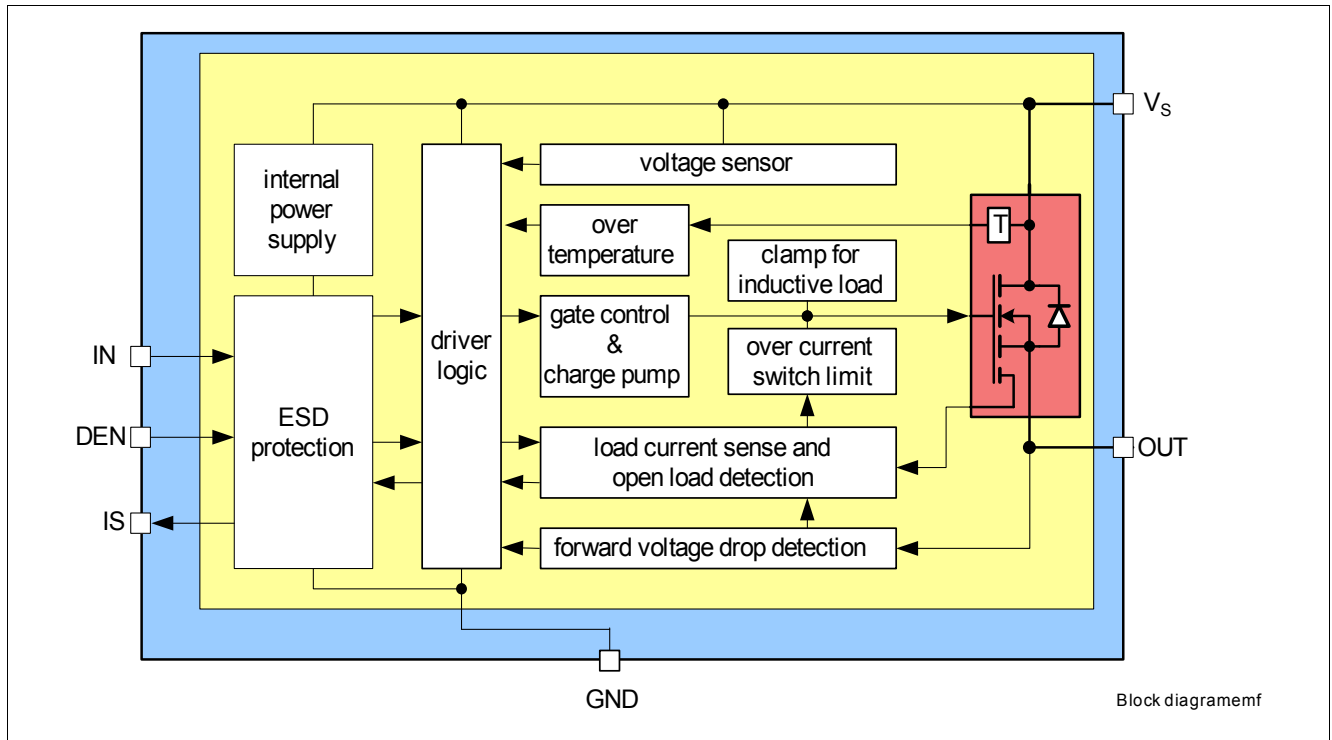 V_S
voltage sensor
internal
power
supply
T
over
temperature
clamp for
inductive load
gate control
&
charge pump
driver
logic
over current
switch limit
IN
ESD
protection
DEN
load current sense and
open load detection
OUT
IS
forward voltage drop detection
GND
Block diagramemf